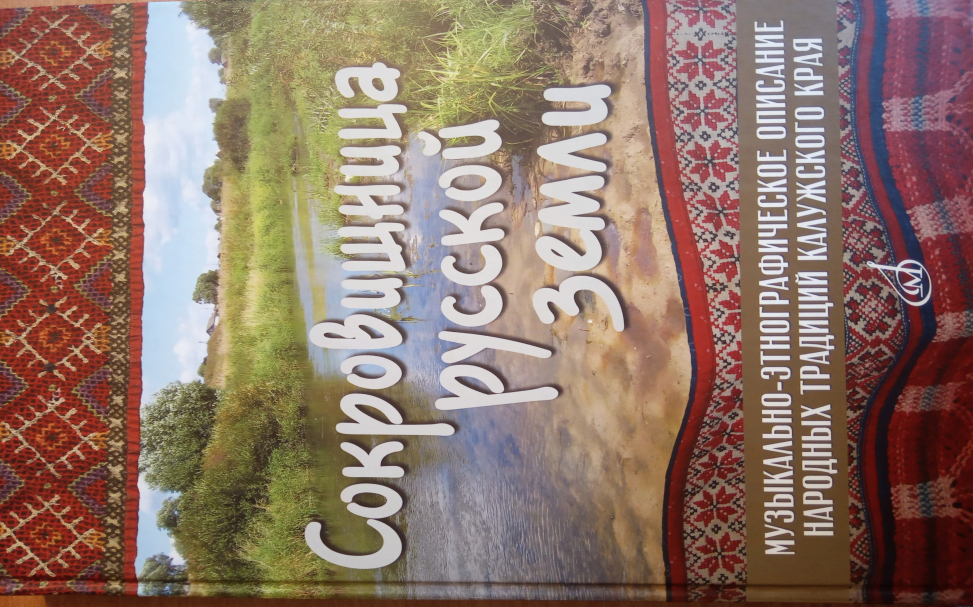 Сокровищница
русской
земли
МУЗЫКАЛЬНО-ЭТНОГРАФИЧЕСКОЕ ОПИСАНИЕ
НАРОДНЫХ ТРАДИЦИЙ КАЛУЖСКОГО КРАЯ
М